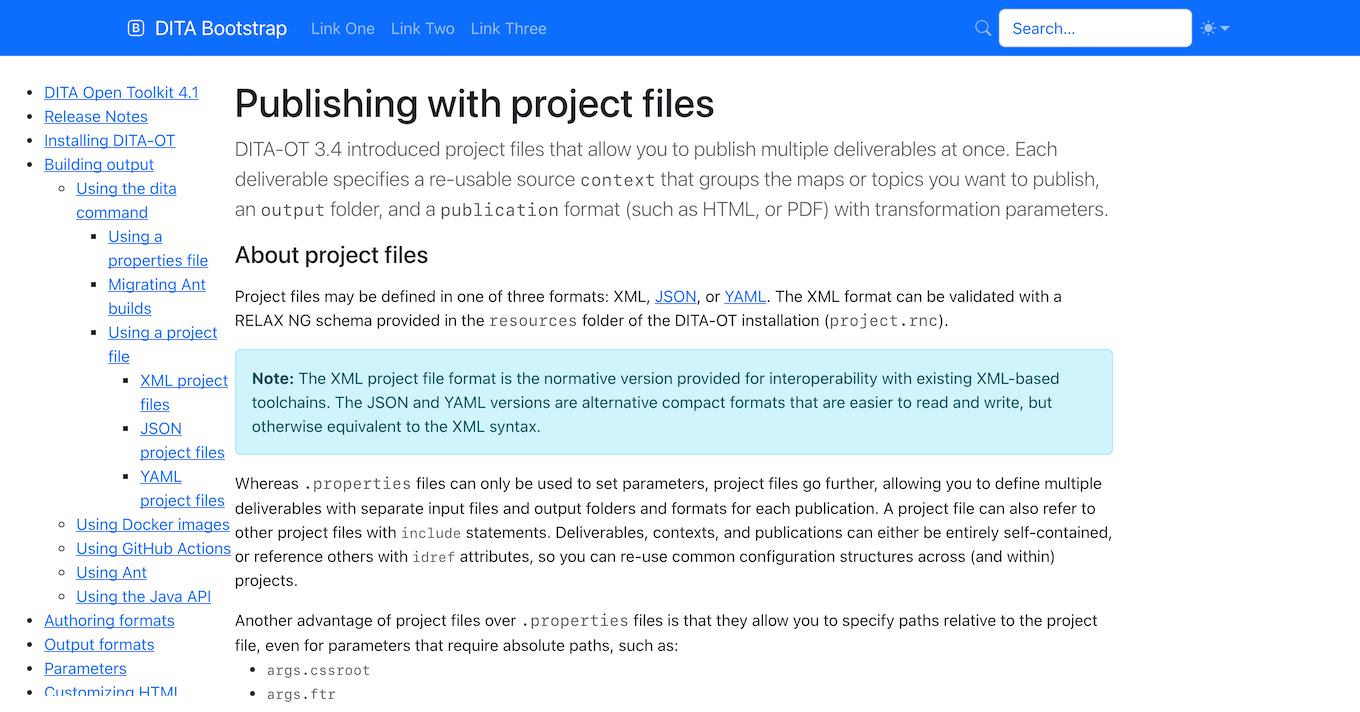 DITA Bootstrap Link One Link Two Link Three Search...
DITA Open Toolkit 4.1
Release Notes
Installing DITA-OT
Building output
Using the dita
command
Using a
properties file
Migrating Ant
builds
Using a project
file
XML project
files
JSON
project files
YAML
project files
Using Docker images
Using GitHub Actions
Using Ant
Using the Java API
Authoring formats
Output formats
Parameters
Customizing HTML
Publishing with project files
DITA-OT 3.4 introduced project files that allow you to publish multiple deliverables at once. Each
deliverable specifies a re-usable source context that groups the maps or topics you want to publish,
an output folder, and a publication format (such as HTML, or PDF) with transformation parameters.
About project files
Project files may be defined in one of three formats: XML, JSON, or YAML. The XML format can be validated with a
RELAX NG schema provided in the resources folder of the DITA-OT installation (project.rnc).
Note: The XML project file format is the normative version provided for interoperability with existing XML-based
toolchains. The JSON and YAML versions are alternative compact formats that are easier to read and write, but
otherwise equivalent to the XML syntax.
Whereas .properties files can only be used to set parameters, project files go further, allowing you to define multiple
deliverables with separate input files and output folders and formats for each publication. A project file can also refer to
other project files with include statements. Deliverables, contexts, and publications can either be entirely self-contained,
or reference others with idref attributes, so you can re-use common configuration structures across (and within)
projects.
Another advantage of project files over .properties files is that they allow you to specify paths relative to the project
file, even for parameters that require absolute paths, such as:
args.cssroot
args.ftr